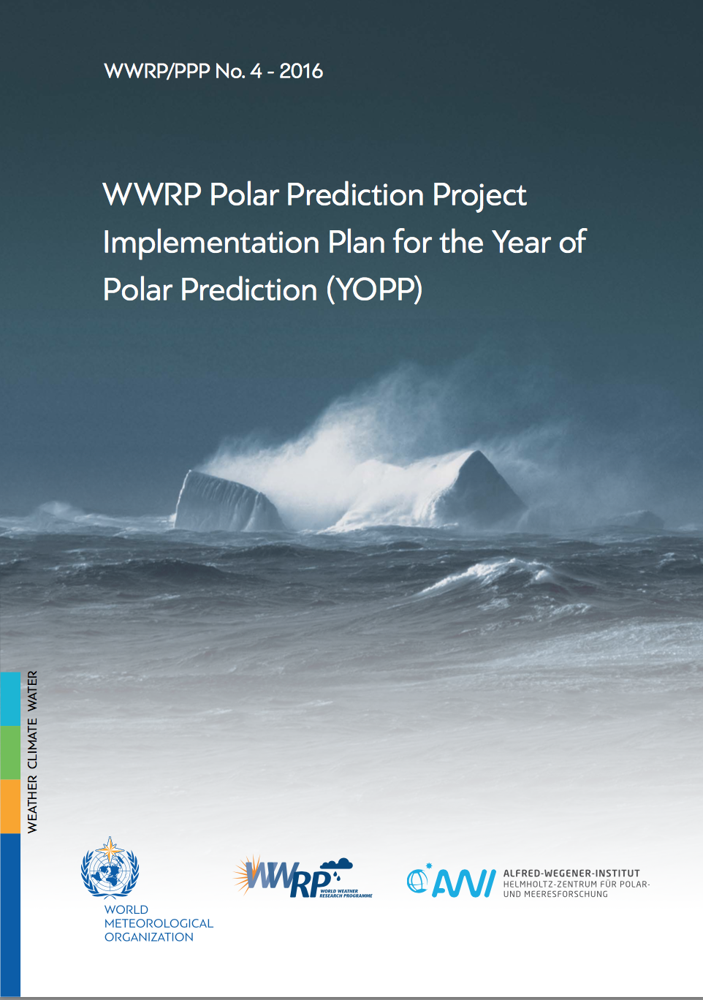 WWRP/PPP No. 4 - 2016
WWRP Polar Prediction Project
Implementation Plan for the Year of
Polar Prediction (YOPP)
WEATHER CLIMATE WATER
WORLD
METEOROLOGICAL
ORGANIZATION
WWRP
WORLD WEATHER
RESEARCH PROGRAMME
AWI
ALFRED-WEGENER-INSTITUT
HELMHOLTZ-ZENTRUM FÜR POLAR-
UND MEERESFORSCHUNG